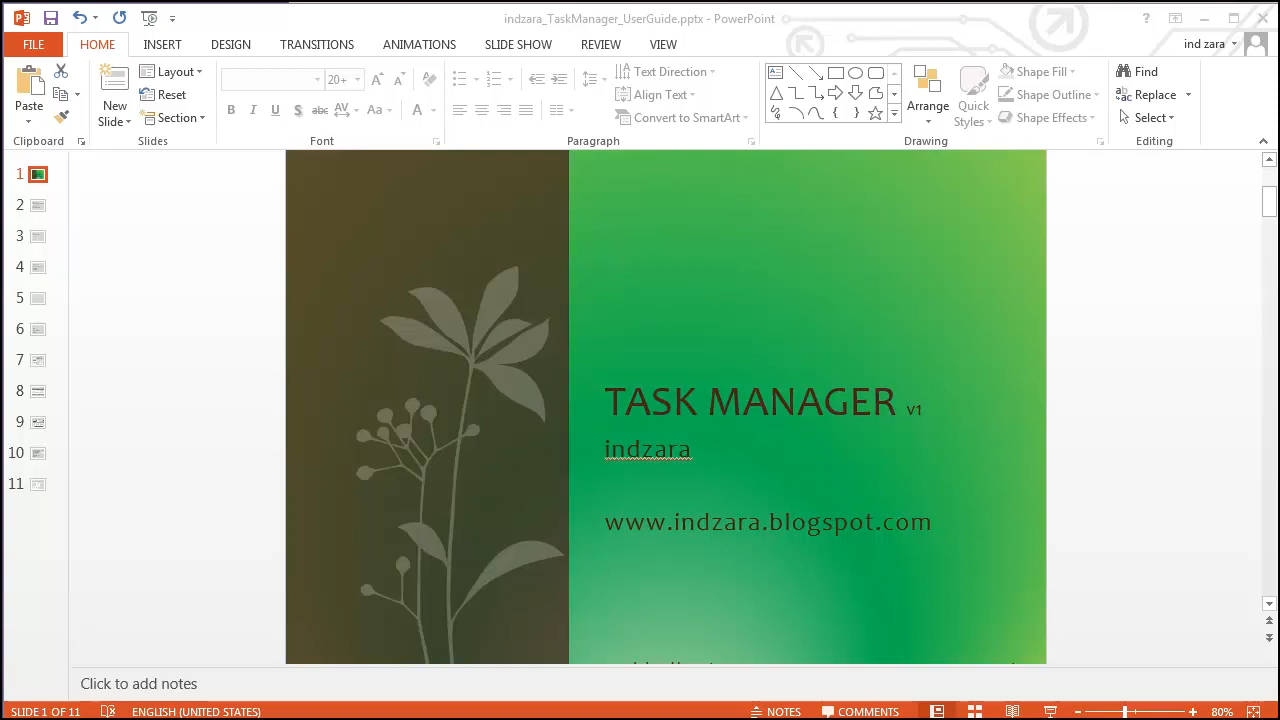 indzara_TaskManager_UserGuide.pptx - PowerPoint
?
FILE HOME INSERT DESIGN TRANSITIONS ANIMATIONS SLIDE SHOW REVIEW VIEW ind zara
Paste
New Slide
Layout
Reset
Section
20+
B I U S abc AV Aa A
Text Direction
Align Text
Convert to SmartArt
Arrange
Quick Styles
Shape Fill
Shape Outline
Shape Effects
Find
Replace
Select
Clipboard Slides Font Paragraph Drawing Editing
1
2
3
4
5
6
7
8
9
10
11
TASK MANAGER v1
indzara
www.indzara.blogspot.com
Click to add notes
SLIDE 1 OF 11 ENGLISH (UNITED STATES) NOTES COMMENTS 80%